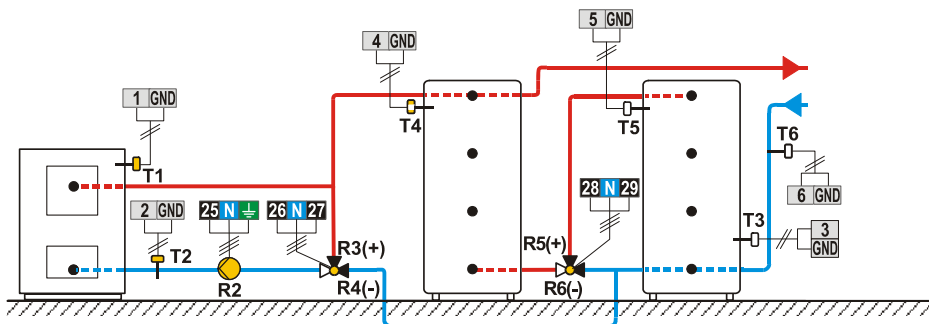 5 GND
4 GND
1 GND
T4
T5
T6
T1
28 N 29
6 GND
2 GND
25 N
26 N 27
T3
3
GND
R3(+)
R5(+)
T2
R2
R4(-)
R6(-)